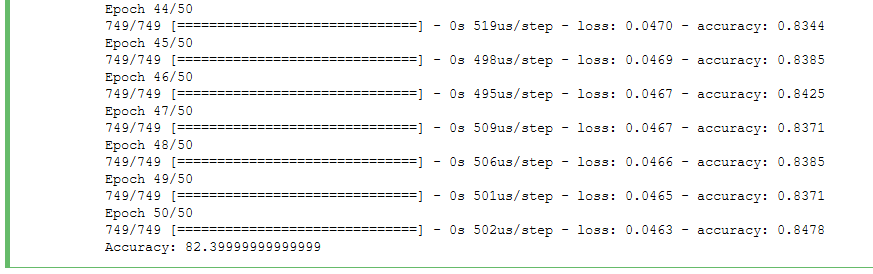 Epoch 44/50
749/749 [==============================] - 0s 519us/step - loss: 0.0470 - accuracy: 0.8344
Epoch 45/50
749/749 [==============================] - 0s 498us/step - loss: 0.0469 - accuracy: 0.8385
Epoch 46/50
749/749 [==============================] - 0s 495us/step - loss: 0.0467 - accuracy: 0.8425
Epoch 47/50
749/749 [==============================] - 0s 509us/step - loss: 0.0467 - accuracy: 0.8371
Epoch 48/50
749/749 [==============================] - 0s 506us/step - loss: 0.0466 - accuracy: 0.8385
Epoch 49/50
749/749 [==============================] - 0s 501us/step - loss: 0.0465 - accuracy: 0.8371
Epoch 50/50
749/749 [==============================] - 0s 502us/step - loss: 0.0463 - accuracy: 0.8478
Accuracy: 82.39999999999999